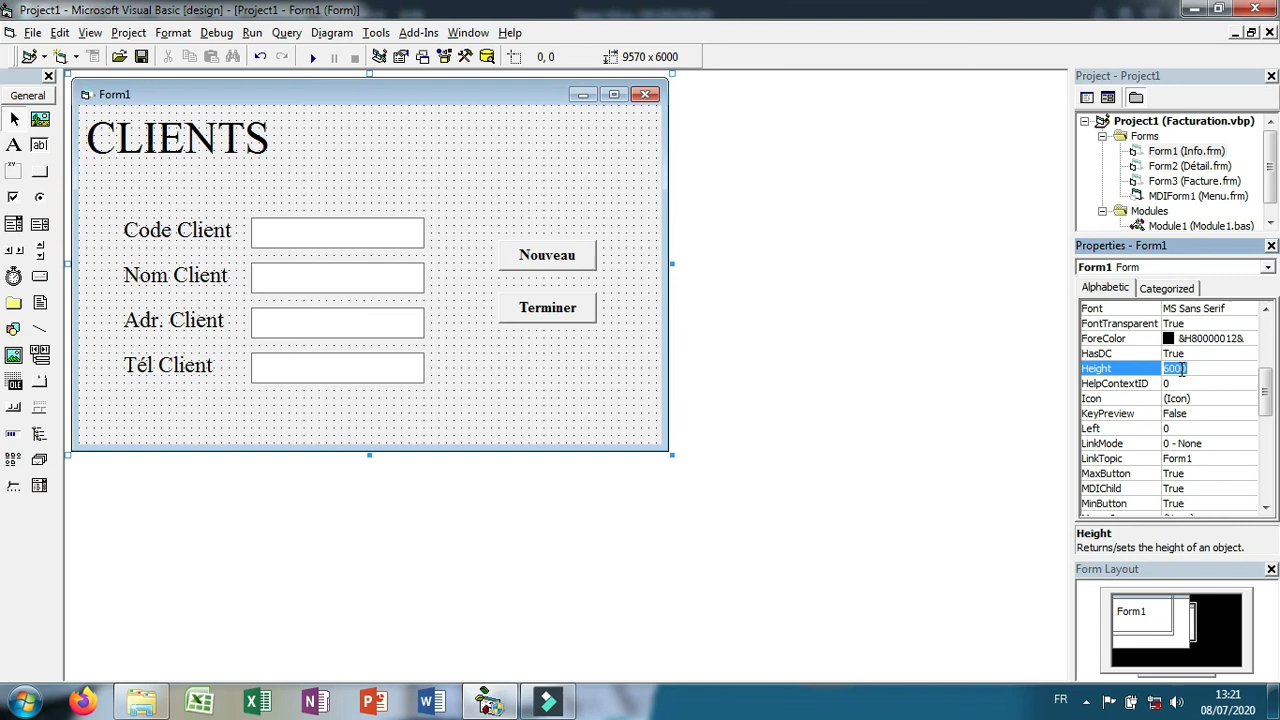 Project1 - Microsoft Visual Basic [design] - [Project1 - Form1 (Form)]
File Edit View Project Format Debug Run Query Diagram Tools Add-Ins Window Help
0, 0
9570 x 6000
General
A
ab|
Form1
CLIENTS
Code Client
Nom Client
Adr. Client
Tél Client
Nouveau
Terminer
Project - Project1
Project1 (Facturation.vbp)
Forms
Form1 (Info.frm)
Form2 (Détail.frm)
Form3 (Facture.frm)
MDIForm1 (Menu.frm)
Modules
Module1 (Module1.bas)
Properties - Form1
Form1 Form
Alphabetic Categorized
Font MS Sans Serif
FontTransparent True
ForeColor &H80000012&
HasDC True
Height 6000
HelpContextID 0
Icon (Icon)
KeyPreview False
Left 0
LinkMode 0 - None
LinkTopic Form1
MaxButton True
MDIChild True
MinButton True
Height
Returns/sets the height of an object.
Form Layout
Form1
FR
13:21
08/07/2020